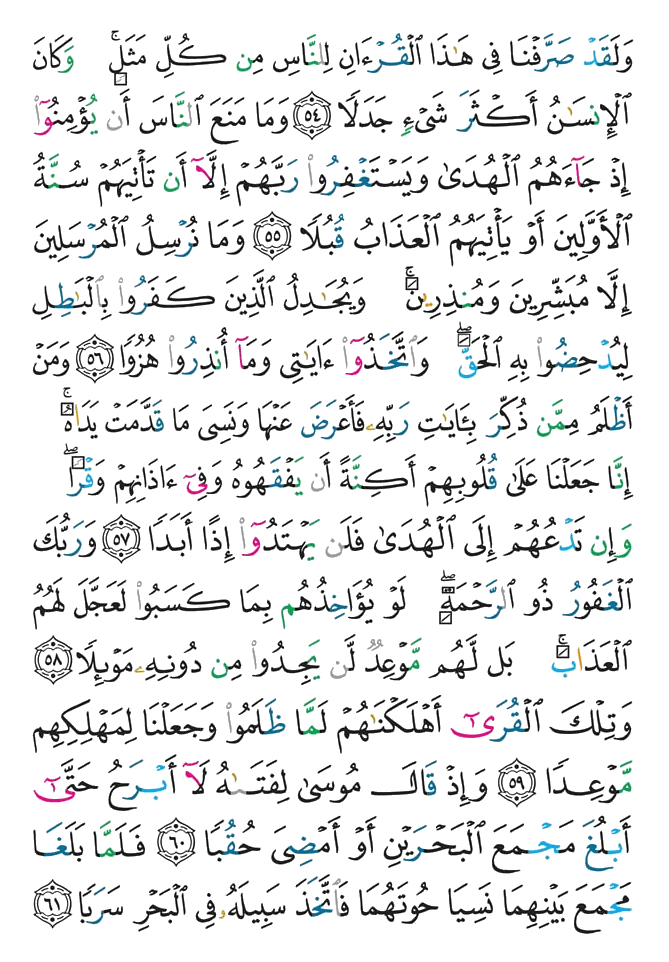 وَلَقَدۡ صَرَّفۡنَا فِي هَٰذَا ٱلۡقُرۡءَانِ لِلنَّاسِ مِن كُلِّ مَثَلٖۚ وَكَانَ
ٱلۡإِنسَٰنُ أَكۡثَرَ شَيۡءٖ جَدَلٗا ٥٤ وَمَا مَنَعَ ٱلنَّاسَ أَن يُؤۡمِنُوٓاْ
إِذۡ جَآءَهُمُ ٱلۡهُدَىٰ وَيَسۡتَغۡفِرُواْ رَبَّهُمۡ إِلَّآ أَن تَأۡتِيَهُمۡ سُنَّةُ
ٱلۡأَوَّلِينَ أَوۡ يَأۡتِيَهُمُ ٱلۡعَذَابُ قُبُلٗا ٥٥ وَمَا نُرۡسِلُ ٱلۡمُرۡسَلِينَ
إِلَّا مُبَشِّرِينَ وَمُنذِرِينَۚ وَيُجَٰدِلُ ٱلَّذِينَ كَفَرُواْ بِٱلۡبَٰطِلِ
لِيُدۡحِضُواْ بِهِ ٱلۡحَقَّۖ وَٱتَّخَذُوٓاْ ءَايَٰتِي وَمَآ أُنذِرُواْ هُزُوٗا ٥٦ وَمَنۡ
أَظۡلَمُ مِمَّن ذُكِّرَ بِـَٔايَٰتِ رَبِّهِۦ فَأَعۡرَضَ عَنۡهَا وَنَسِيَ مَا قَدَّمَتۡ يَدَاهُۚ
إِنَّا جَعَلۡنَا عَلَىٰ قُلُوبِهِمۡ أَكِنَّةً أَن يَفۡقَهُوهُ وَفِيٓ ءَاذَانِهِمۡ وَقۡرٗاۖ
وَإِن تَدۡعُهُمۡ إِلَى ٱلۡهُدَىٰ فَلَن يَهۡتَدُوٓاْ إِذًا أَبَدٗا ٥٧ وَرَبُّكَ
ٱلۡغَفُورُ ذُو ٱلرَّحۡمَةِۖ لَوۡ يُؤَاخِذُهُم بِمَا كَسَبُواْ لَعَجَّلَ لَهُمُ
ٱلۡعَذَابَۚ بَل لَّهُم مَّوۡعِدٞ لَّن يَجِدُواْ مِن دُونِهِۦ مَوۡئِلٗا ٥٨
وَتِلۡكَ ٱلۡقُرَىٰٓ أَهۡلَكۡنَٰهُمۡ لَمَّا ظَلَمُواْ وَجَعَلۡنَا لِمَهۡلِكِهِم
مَّوۡعِدٗا ٥٩ وَإِذۡ قَالَ مُوسَىٰ لِفَتَىٰهُ لَآ أَبۡرَحُ حَتَّىٰٓ
أَبۡلُغَ مَجۡمَعَ ٱلۡبَحۡرَيۡنِ أَوۡ أَمۡضِيَ حُقُبٗا ٦٠ فَلَمَّا بَلَغَا
مَجۡمَعَ بَيۡنِهِمَا نَسِيَا حُوتَهُمَا فَٱتَّخَذَ سَبِيلَهُۥ فِي ٱلۡبَحۡرِ سَرَبٗا ٦١